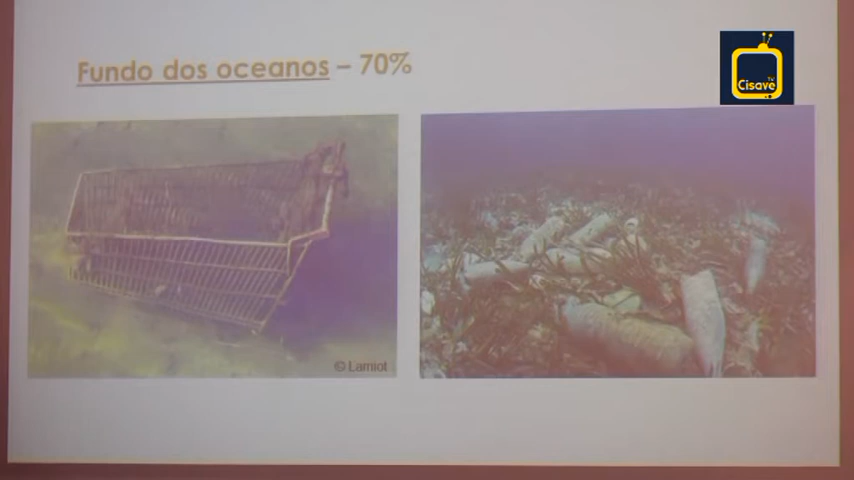 Fundo dos oceanos – 70%
TV
Cisave
© Lamiot